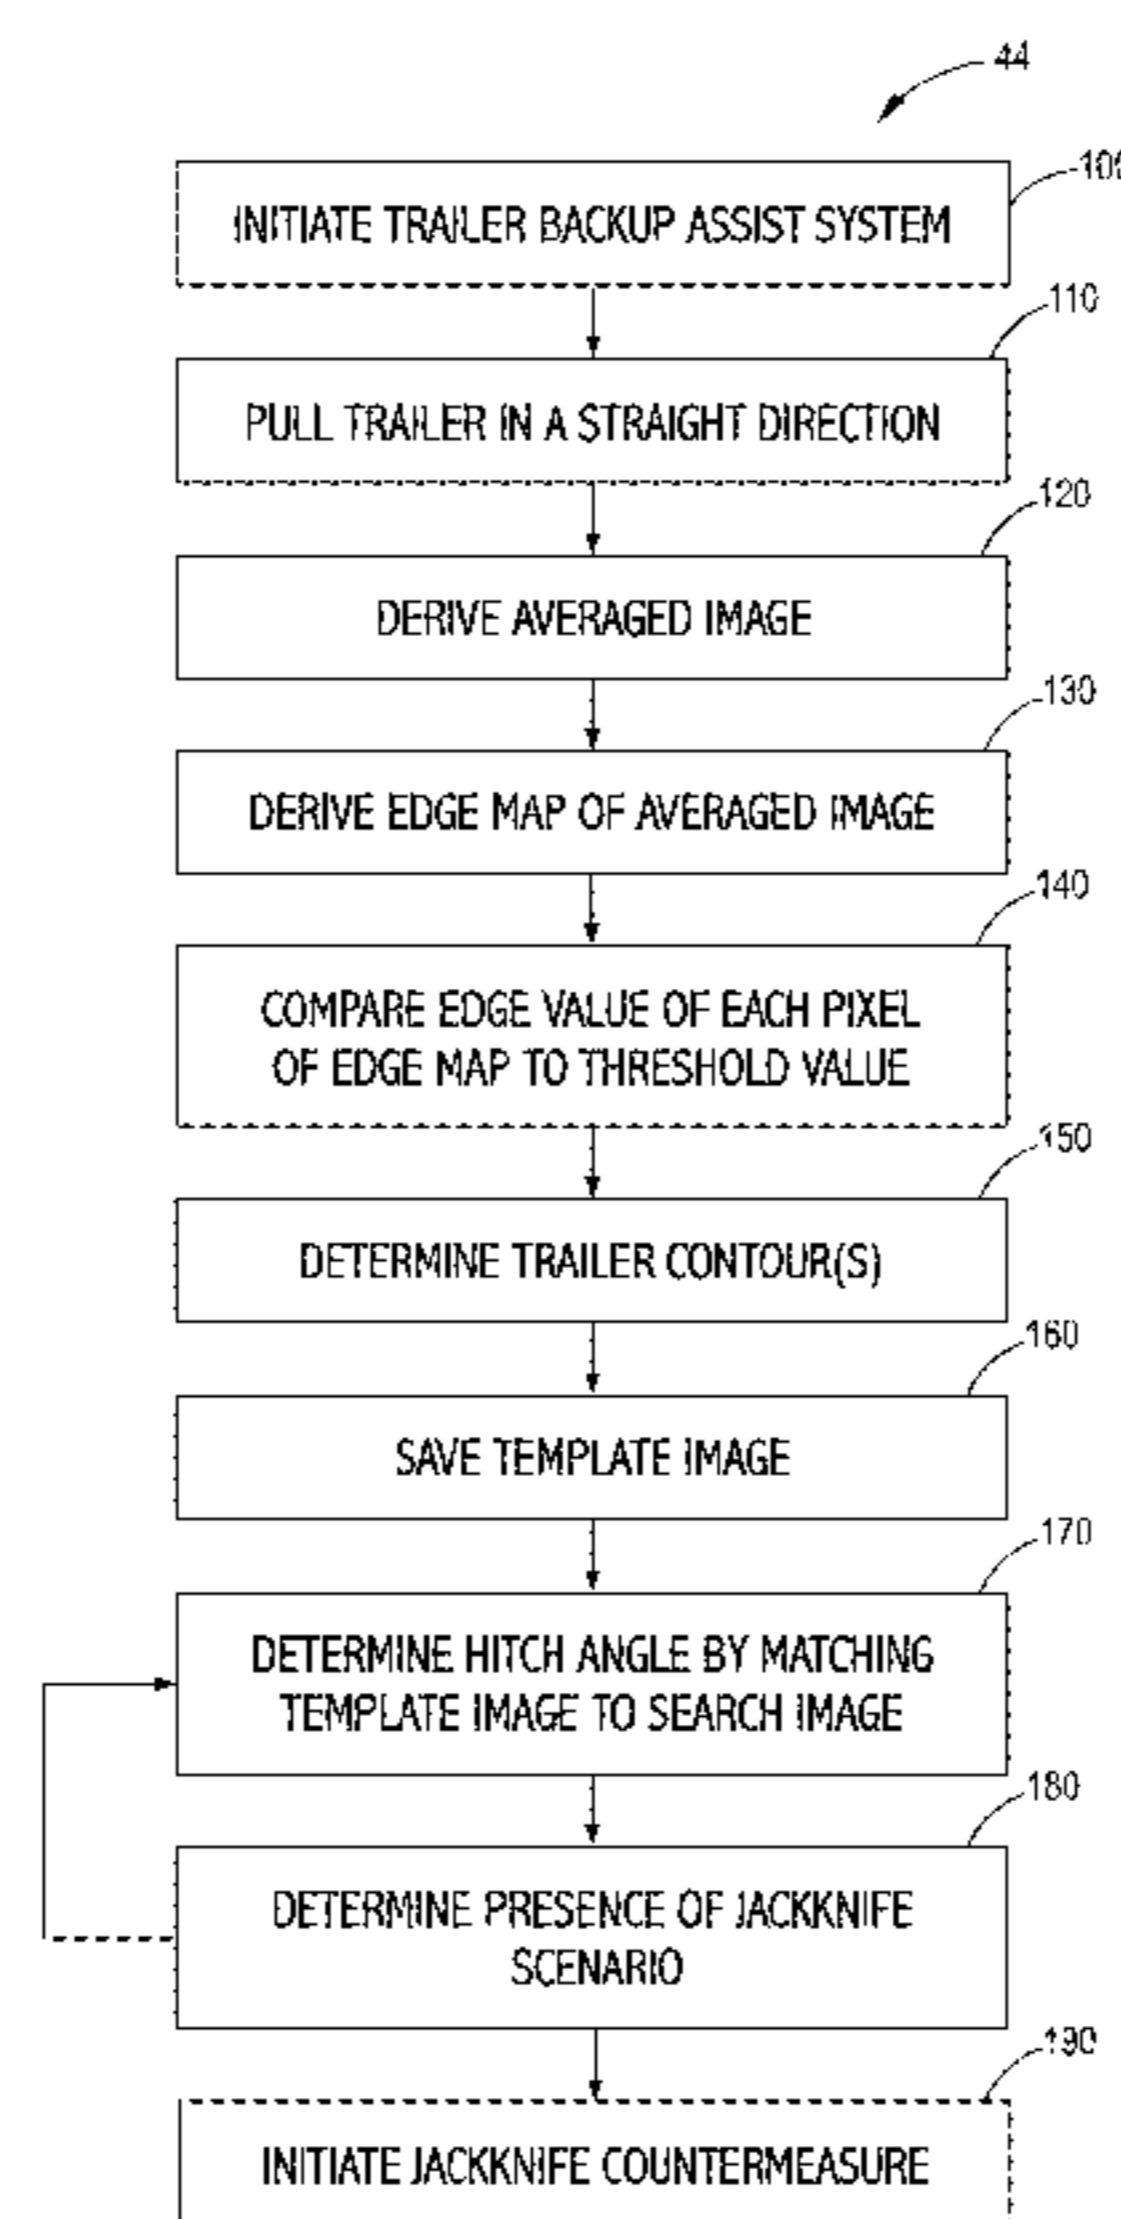 44
100
INITIATE TRAILER BACKUP ASSIST SYSTEM
110
PULL TRAILER IN A STRAIGHT DIRECTION
120
DERIVE AVERAGED IMAGE
130
DERIVE EDGE MAP OF AVERAGED IMAGE
140
COMPARE EDGE VALUE OF EACH PIXEL
OF EDGE MAP TO THRESHOLD VALUE
150
DETERMINE TRAILER CONTOUR(S)
160
SAVE TEMPLATE IMAGE
170
DETERMINE HITCH ANGLE BY MATCHING
TEMPLATE IMAGE TO SEARCH IMAGE
180
DETERMINE PRESENCE OF JACKKNIFE
SCENARIO
190
INITIATE JACKKNIFE COUNTERMEASURE